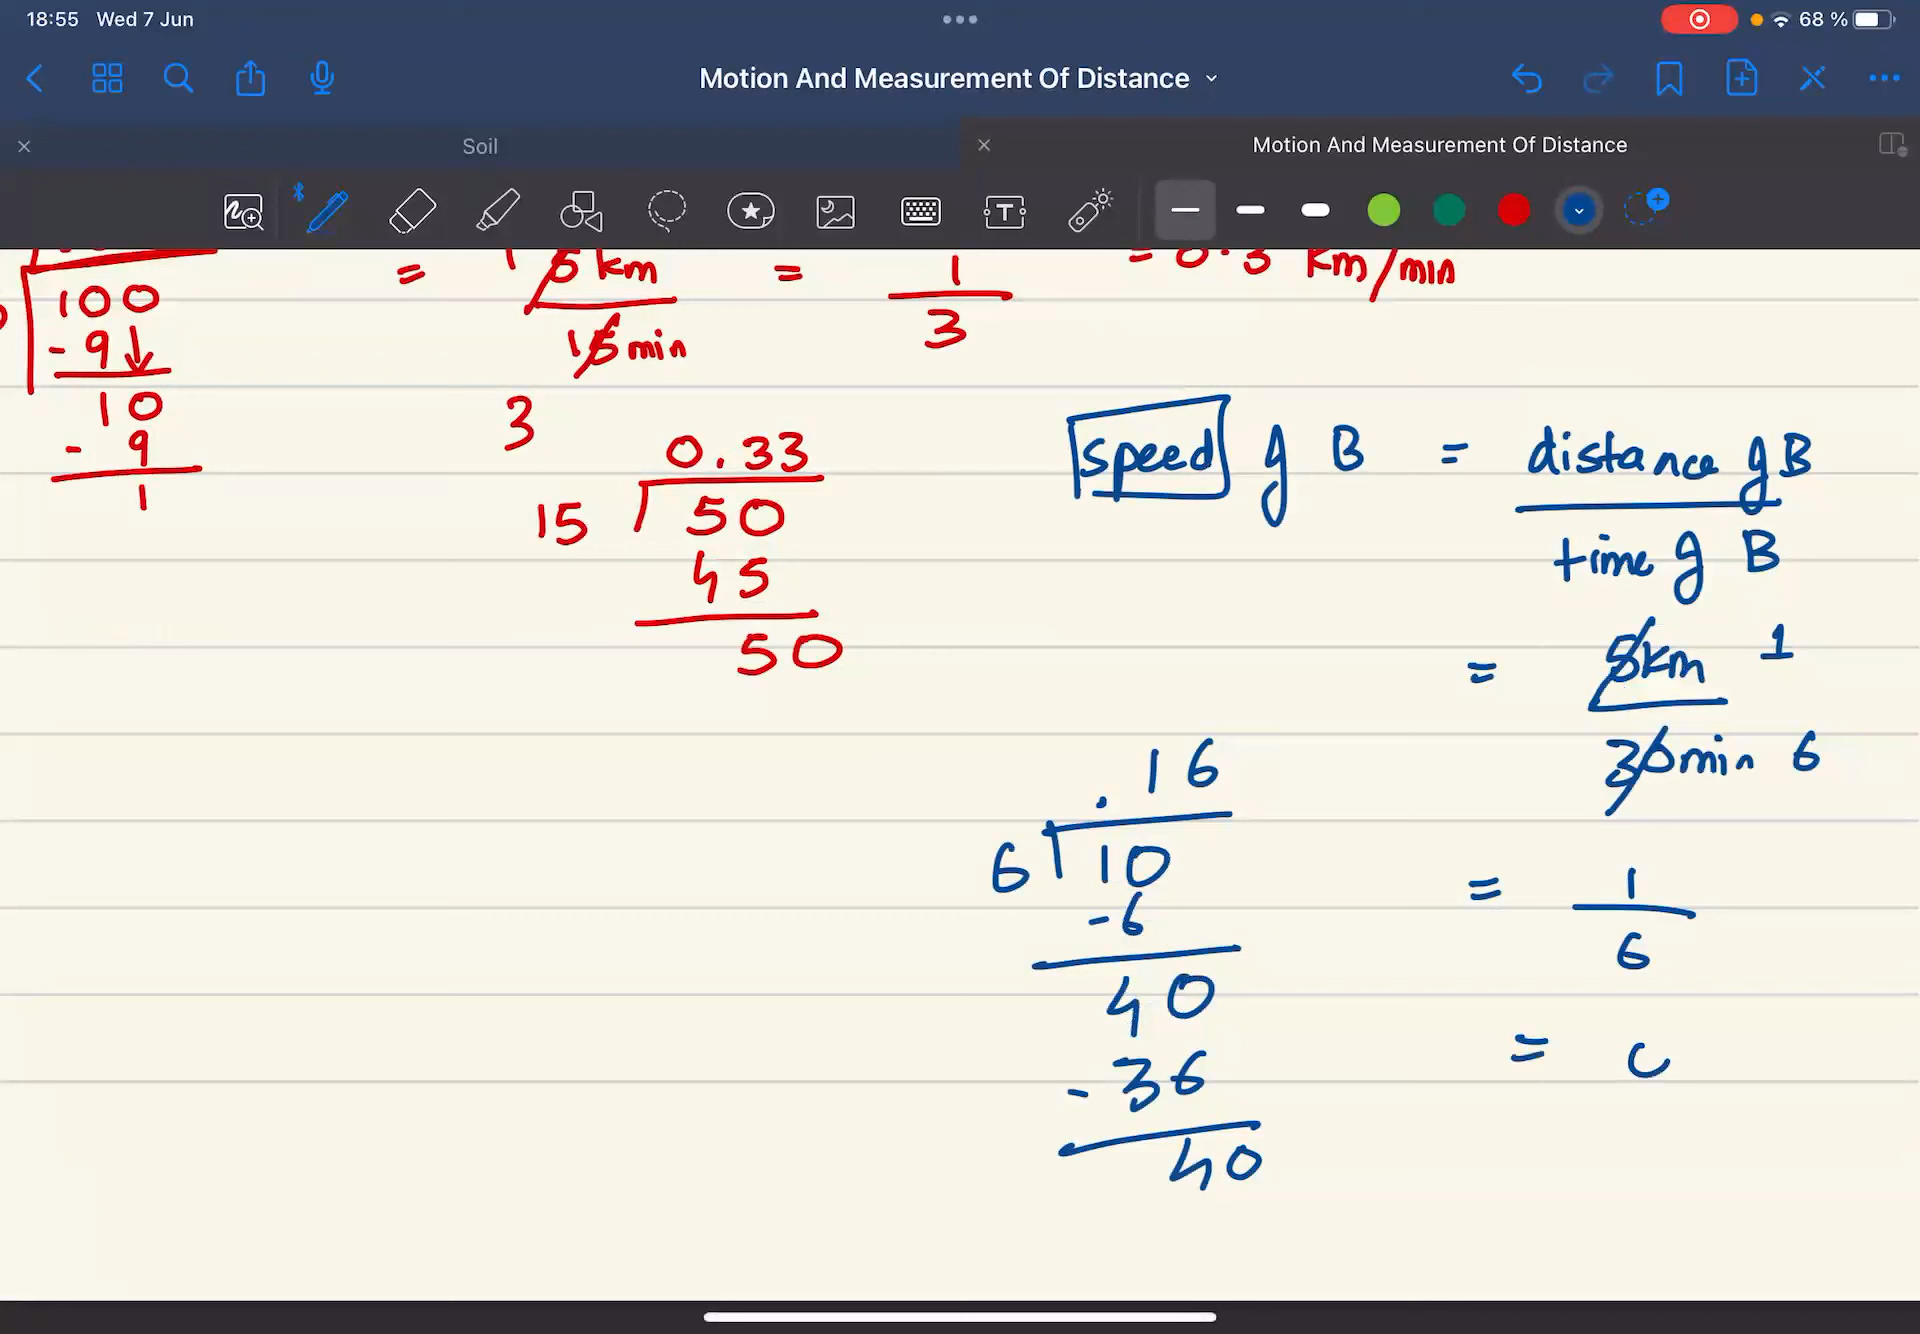 18:55 Wed 7 Jun
68 %
Motion And Measurement Of Distance
Soil
Motion And Measurement Of Distance
100
- 9
10
- 9
1
= 1 5 km = 1 = 0.3 km/min
15 min 3
3
0.33
15 50
45
50
speed of B = distance of B
time of B
= 5km 1
30min 6
.16
6 10
-6
40
- 36
40
= 1
6
=